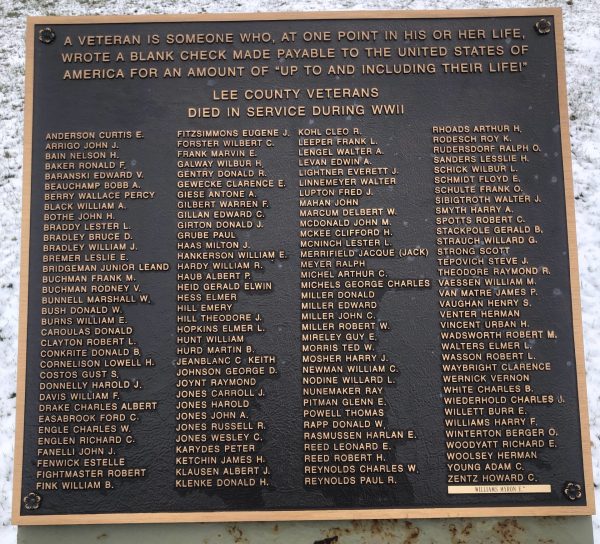 A VETERAN IS SOMEONE WHO, AT ONE POINT IN HIS OR HER LIFE,
WROTE A BLANK CHECK MADE PAYABLE TO THE UNITED STATES OF
AMERICA FOR AN AMOUNT OF "UP TO AND INCLUDING THEIR LIFE!"
LEE COUNTY VETERANS
DIED IN SERVICE DURING WWII
ANDERSON CURTIS E.
ARRIGO JOHN J.
BAIN NELSON H.
BAKER RONALD F.
BARANSKI EDWARD V.
BEAUCHAMP BOBB A.
BERRY WALLACE PERCY
BLACK WILLIAM A.
BOTHE JOHN H.
BRADDY LESTER L.
BRADLEY BRUCE D.
BRADLEY WILLIAM J.
BREMER LESLIE E.
BRIDGEMAN JUNIOR LEAND
BUCHMAN FRANK M.
BUCHMAN RODNEY V.
BUNNELL MARSHALL W.
BUSH DONALD W.
BURNS WILLIAM E.
CAROULAS DONALD
CLAYTON ROBERT L.
CONKRITE DONALD B.
CORNELISON LOWELL H.
COSTOS GUST S.
DONNELLY HAROLD J.
DAVIS WILLIAM F.
DRAKE CHARLES ALBERT
EASABROOK FORD C.
ENGLE CHARLES W.
ENGLEN RICHARD C.
FANELLI JOHN J.
FENWICK ESTELLE
FIGHTMASTER ROBERT
FINK WILLIAM B.
FITZSIMMONS EUGENE J.
FORSTER WILBERT C.
FRANK MARVIN E.
GALWAY WILBUR H.
GENTRY DONALD R.
GEWECKE CLARENCE E.
GIESE ANTONE A.
GILBERT WARREN F.
GILLAN EDWARD C.
GIRTON DONALD J.
GRUBE PAUL
HAAS MILTON J.
HANKERSON WILLIAM E.
HARDY WILLIAM R.
HAUB ALBERT P.
HEID GERALD ELWIN
HESS ELMER
HILL EMERY
HILL THEODORE J.
HOPKINS ELMER L.
HUNT WILLIAM
HURD MARTIN B.
JEANBLANC C KEITH
JOHNSON GEORGE D.
JOYNT RAYMOND
JONES CARROLL J.
JONES HAROLD
JONES JOHN A.
JONES RUSSELL R.
JONES WESLEY C.
KARYDES PETER
KETCHIN JAMES H.
KLAUSEN ALBERT J.
KLENKE DONALD H.
KOHL CLEO R.
LEEPER FRANK L.
LENGEL WALTER A.
LEVAN EDWIN A.
LIGHTNER EVERETT J.
LINNEMEYER WALTER
LUPTON FRED J.
MAHAN JOHN
MARCUM DELBERT W.
MCDONALD JOHN M.
MCKEE CLIFFORD H.
MCNINCH LESTER L.
MERRIFIELD JACQUE (JACK)
MEYER RALPH
MICHEL ARTHUR C.
MICHELS GEORGE CHARLES
MILLER DONALD
MILLER EDWARD
MILLER JOHN C.
MILLER ROBERT W.
MIRELEY GUY E.
MORRIS TED W.
MOSHER HARRY J.
NEWMAN WILLIAM C.
NODINE WILLARD L.
NUNEMAKER RAY
PITMAN GLENN E.
POWELL THOMAS
RAPP DONALD W.
RASMUSSEN HARLAN E.
REED LEONARD E.
REED ROBERT H.
REYNOLDS CHARLES W.
REYNOLDS PAUL R.
RHOADS ARTHUR H.
RODESCH ROY K.
RUDERSDORF RALPH O.
SANDERS LESSLIE H.
SCHICK WILBUR L.
SCHMIDT FLOYD E.
SCHULTE FRANK O.
SIBIGTROTH WALTER J.
SMYTH HARRY A.
SPOTTS ROBERT C.
STACKPOLE GERALD B.
STRAUCH WILLARD G.
STRONG SCOTT
TEPOVICH STEVE J.
THEODORE RAYMOND R.
VAESSEN WILLIAM M.
VAN MATRE JAMES P.
VAUGHAN HENRY S.
VENTER HERMAN
VINCENT URBAN H.
WADSWORTH ROBERT M.
WALTERS ELMER L.
WASSON ROBERT L.
WAYBRIGHT CLARENCE
WERNICK VERNON
WHITE CHARLES B.
WIEDERHOLD CHARLES J.
WILLETT BURR E.
WILLIAMS HARRY F.
WINTERTON BERGER O.
WOODYATT RICHARD E.
WOOLSEY HERMAN
YOUNG ADAM C.
ZENTZ HOWARD C.
WILLIAMS MYRON E.